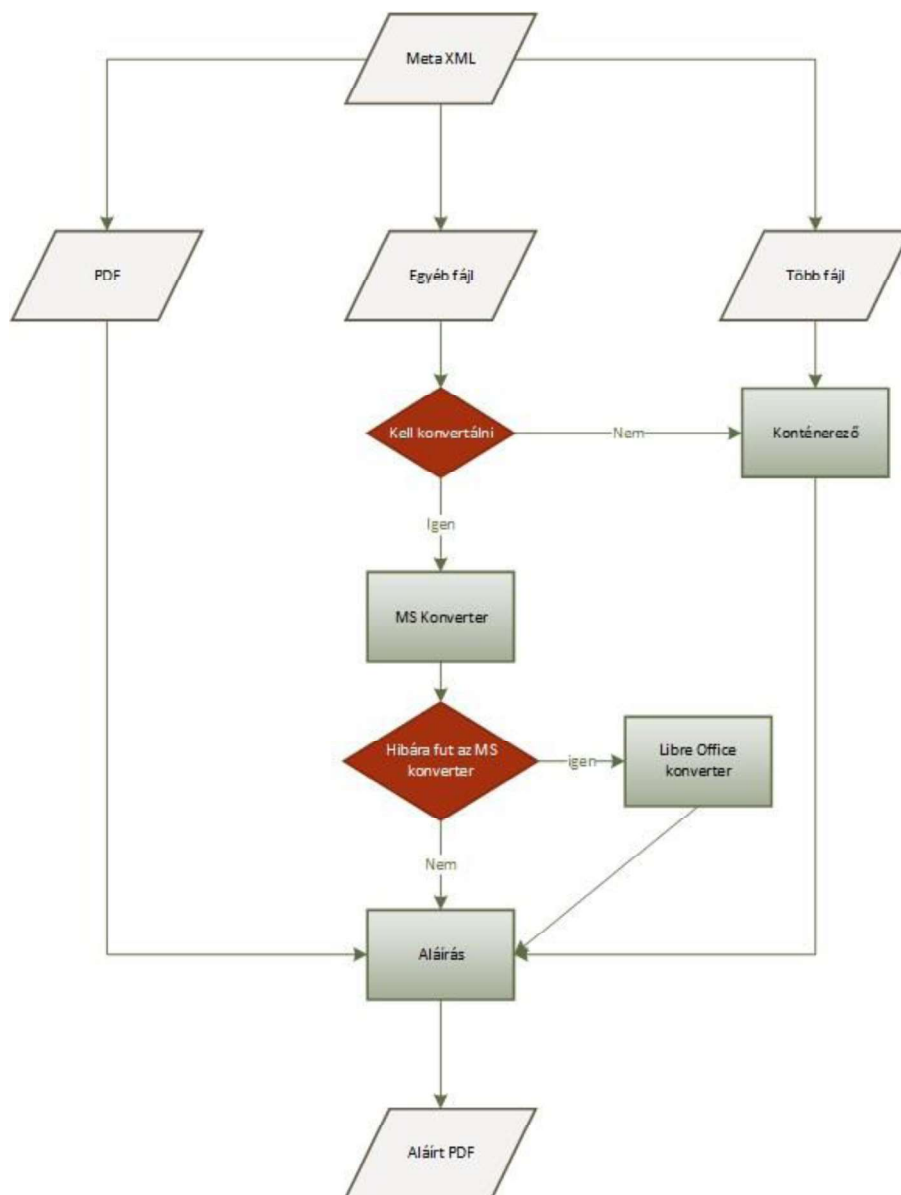 Meta XML
PDF
Egyéb fájl
Több fájl
Kell konvertálni
Nem
Konténerező
Igen
MS Konverter
Hibára fut az MS
konverter
igen
Libre Office
konverter
Nem
Aláírás
Aláírt PDF